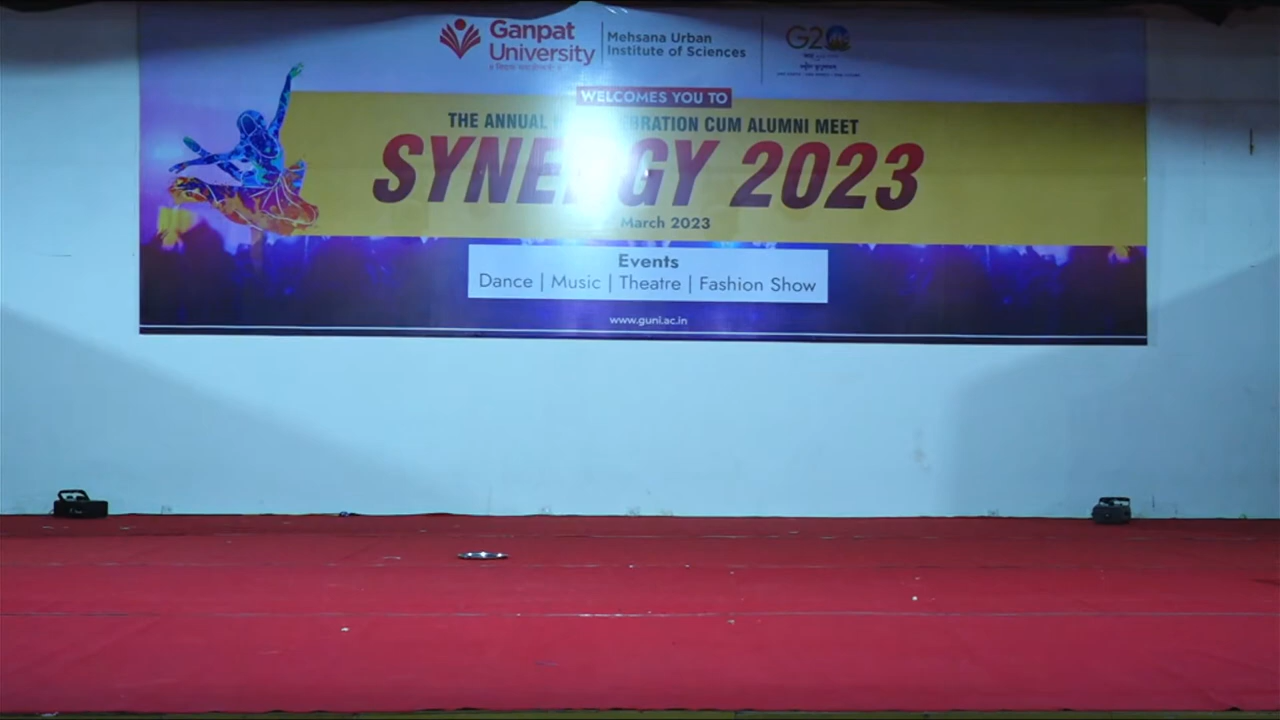 Ganpat
University
Mehsana Urban
Institute of Sciences
G20
WELCOMES YOU TO
THE ANNUAL CUM ALUMNI MEET
SYNERGY 2023
March 2023
Events
Dance | Music | Theatre | Fashion Show
www.guni.ac.in